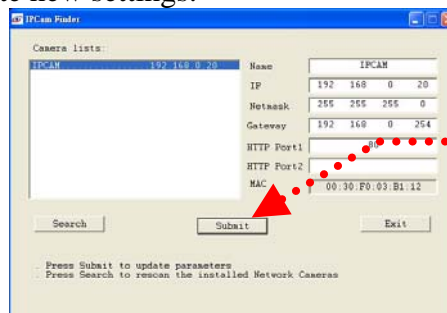 to new settings.
IPCam Finder
Camera lists:
IPCAM 192 168 0 20
Name IPCAM
IP 192 168 0 20
Netmask 255 255 255 0
Gateway 192 168 0 254
HTTP Port1 80
HTTP Port2
MAC 00:30:F0:03:B1:12
Search Submit Exit
. Press Submit to update parameters
. Press Search to rescan the installed Network Cameras